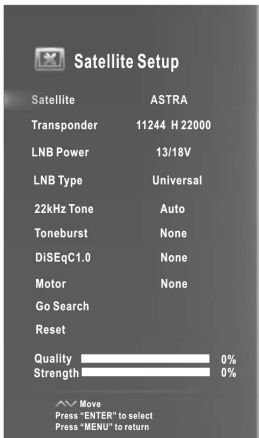 Satellite Setup
Satellite ASTRA
Transponder 11244 H 22000
LNB Power 13/18V
LNB Type Universal
22kHz Tone Auto
Toneburst None
DiSEqC1.0 None
Motor None
Go Search
Reset
Quality 0%
Strength 0%
Move
Press “ENTER” to select
Press “MENU” to return